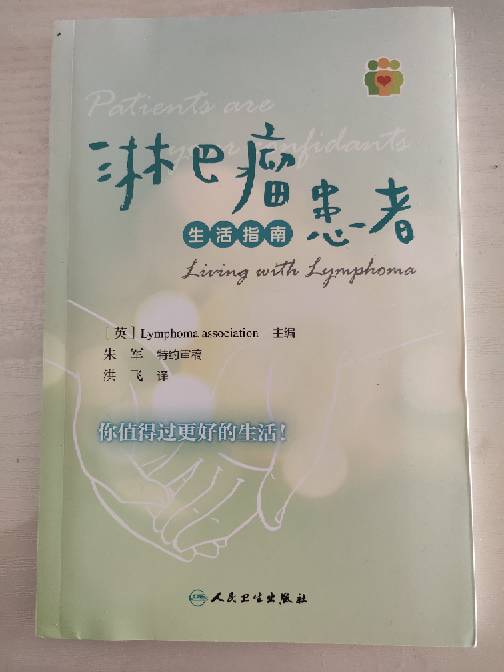 Patients are
your confidants
淋巴瘤
生活指南 患者
Living with Lymphoma
[英] Lymphoma association 主编
朱 军 特约审稿
洪 飞 译
你值得过更好的生活!
人民卫生出版社